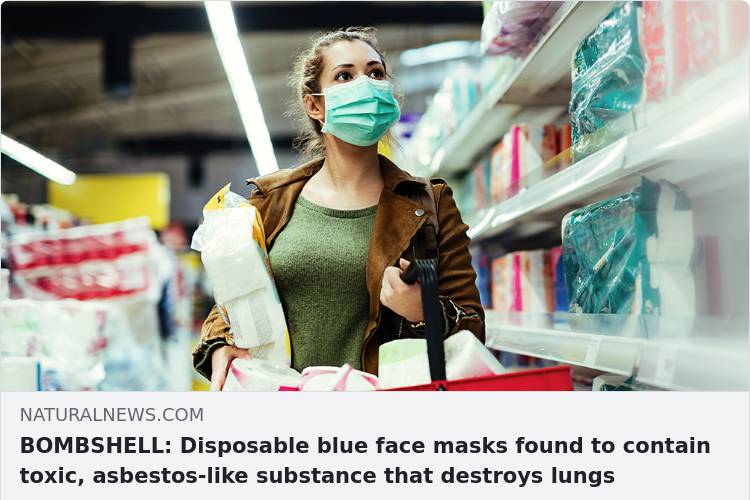 NATURALNEWS.COM
BOMBSHELL: Disposable blue face masks found to contain
toxic, asbestos-like substance that destroys lungs